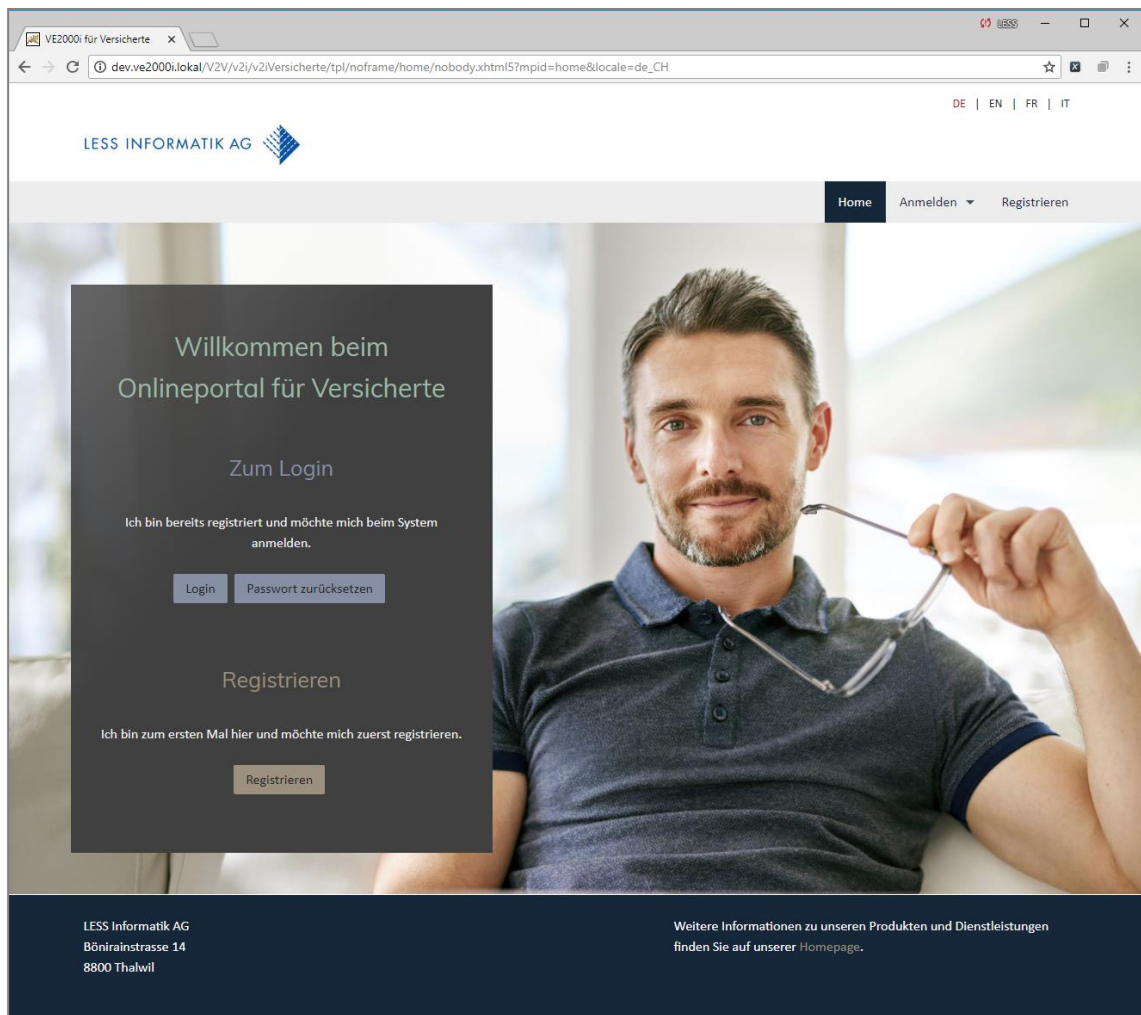 LESS
VE2000i für Versicherte
dev.ve2000i.lokal/V2V/v2i/v2iVersicherte/tpl/noframe/home/nobody.xhtml5?mpid=home&locale=de_CH
DE | EN | FR | IT
LESS INFORMATIK AG
Home Anmelden Registrieren
Willkommen beim
Onlineportal für Versicherte
Zum Login
Ich bin bereits registriert und möchte mich beim System
anmelden.
Login Passwort zurücksetzen
Registrieren
Ich bin zum ersten Mal hier und möchte mich zuerst registrieren.
Registrieren
LESS Informatik AG
Bönirainstrasse 14
8800 Thalwil
Weitere Informationen zu unseren Produkten und Dienstleistungen
finden Sie auf unserer Homepage.